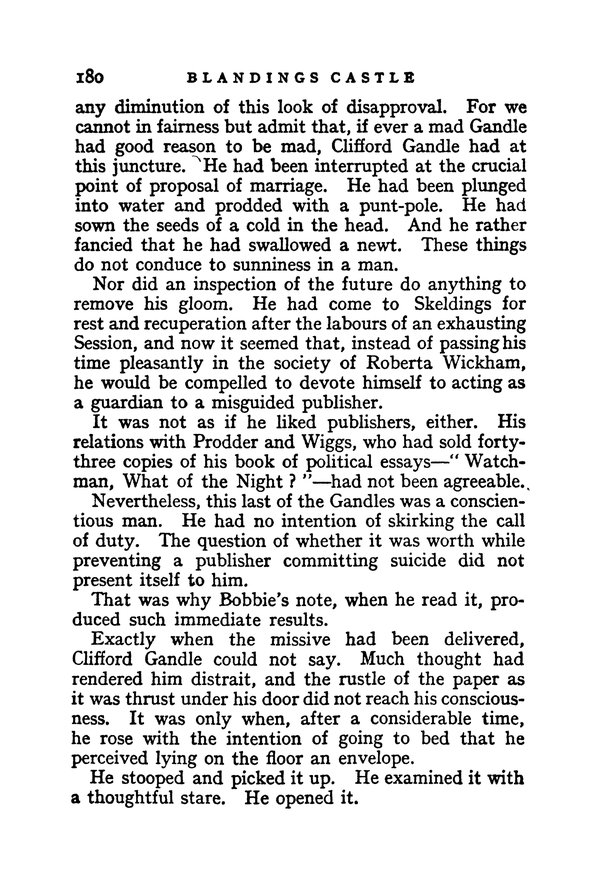 180 BLANDINGS CASTLE
any diminution of this look of disapproval. For we
cannot in fairness but admit that, if ever a mad Gandle
had good reason to be mad, Clifford Gandle had at
this juncture. He had been interrupted at the crucial
point of proposal of marriage. He had been plunged
into water and prodded with a punt-pole. He had
sown the seeds of a cold in the head. And he rather
fancied that he had swallowed a newt. These things
do not conduce to sunniness in a man.
Nor did an inspection of the future do anything to
remove his gloom. He had come to Skeldings for
rest and recuperation after the labours of an exhausting
Session, and now it seemed that, instead of passing his
time pleasantly in the society of Roberta Wickham,
he would be compelled to devote himself to acting as
a guardian to a misguided publisher.
It was not as if he liked publishers, either. His
relations with Prodder and Wiggs, who had sold forty-
three copies of his book of political essays—“ Watch-
man, What of the Night ? ”—had not been agreeable.
Nevertheless, this last of the Gandles was a conscien-
tious man. He had no intention of skirking the call
of duty. The question of whether it was worth while
preventing a publisher committing suicide did not
present itself to him.
That was why Bobbie's note, when he read it, pro-
duced such immediate results.
Exactly when the missive had been delivered,
Clifford Gandle could not say. Much thought had
rendered him distrait, and the rustle of the paper as
it was thrust under his door did not reach his conscious-
ness. It was only when, after a considerable time,
he rose with the intention of going to bed that he
perceived lying on the floor an envelope.
He stooped and picked it up. He examined it with
a thoughtful stare. He opened it.